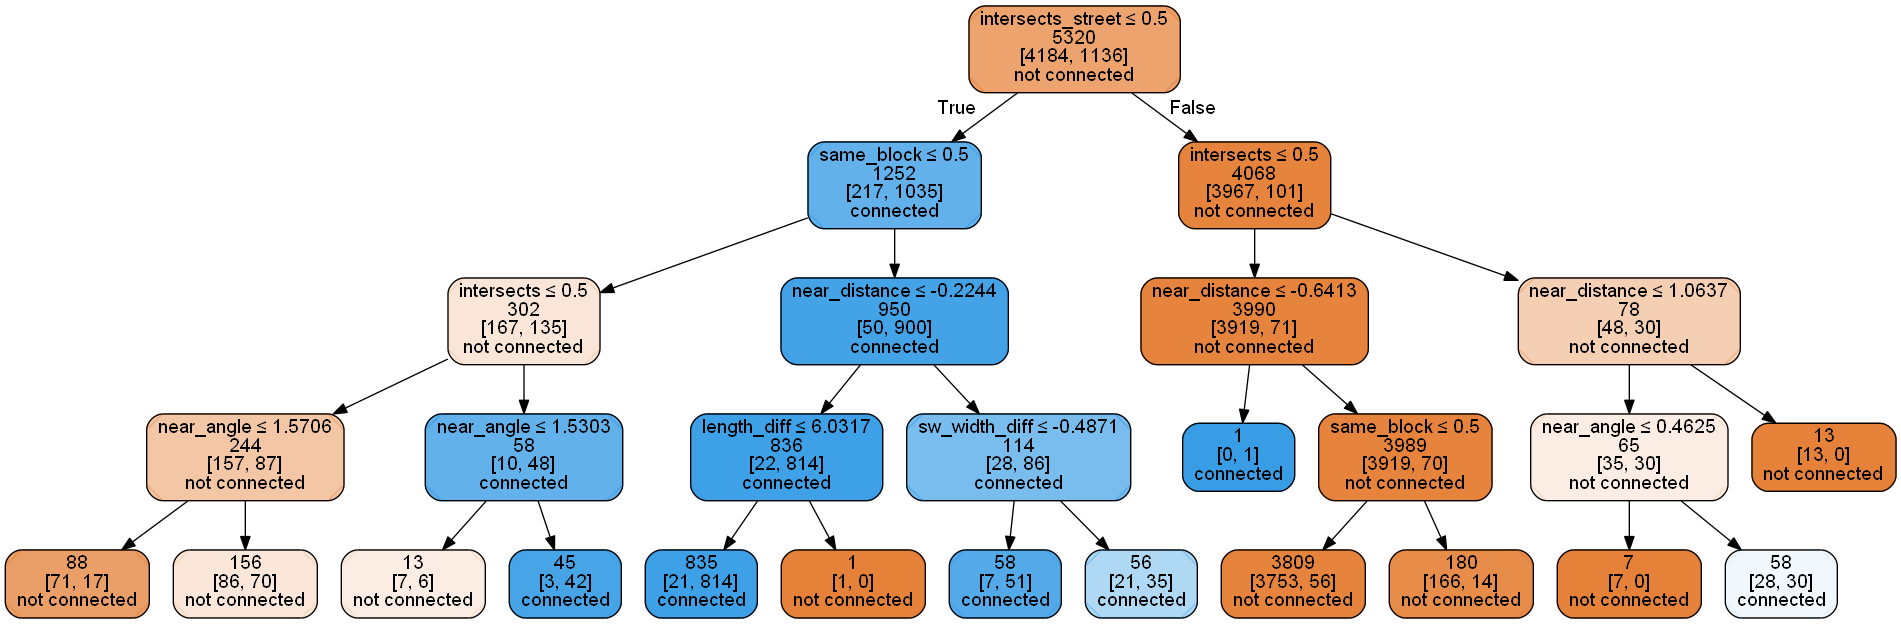 intersects_street ≤ 0.5
5320
[4184, 1136]
not connected
True
False
same_block ≤ 0.5
1252
[217, 1035]
connected
intersects ≤ 0.5
4068
[3967, 101]
not connected
intersects ≤ 0.5
302
[167, 135]
not connected
near_distance ≤ -0.2244
950
[50, 900]
connected
near_distance ≤ -0.6413
3990
[3919, 71]
not connected
near_distance ≤ 1.0637
78
[48, 30]
not connected
near_angle ≤ 1.5706
244
[157, 87]
not connected
near_angle ≤ 1.5303
58
[10, 48]
connected
length_diff ≤ 6.0317
836
[22, 814]
connected
sw_width_diff ≤ -0.4871
114
[28, 86]
connected
1
[0, 1]
connected
same_block ≤ 0.5
3989
[3919, 70]
not connected
near_angle ≤ 0.4625
65
[35, 30]
not connected
13
[13, 0]
not connected
88
[71, 17]
not connected
156
[86, 70]
not connected
13
[7, 6]
not connected
45
[3, 42]
connected
835
[21, 814]
connected
1
[1, 0]
not connected
58
[7, 51]
connected
56
[21, 35]
connected
3809
[3753, 56]
not connected
180
[166, 14]
not connected
7
[7, 0]
not connected
58
[28, 30]
connected